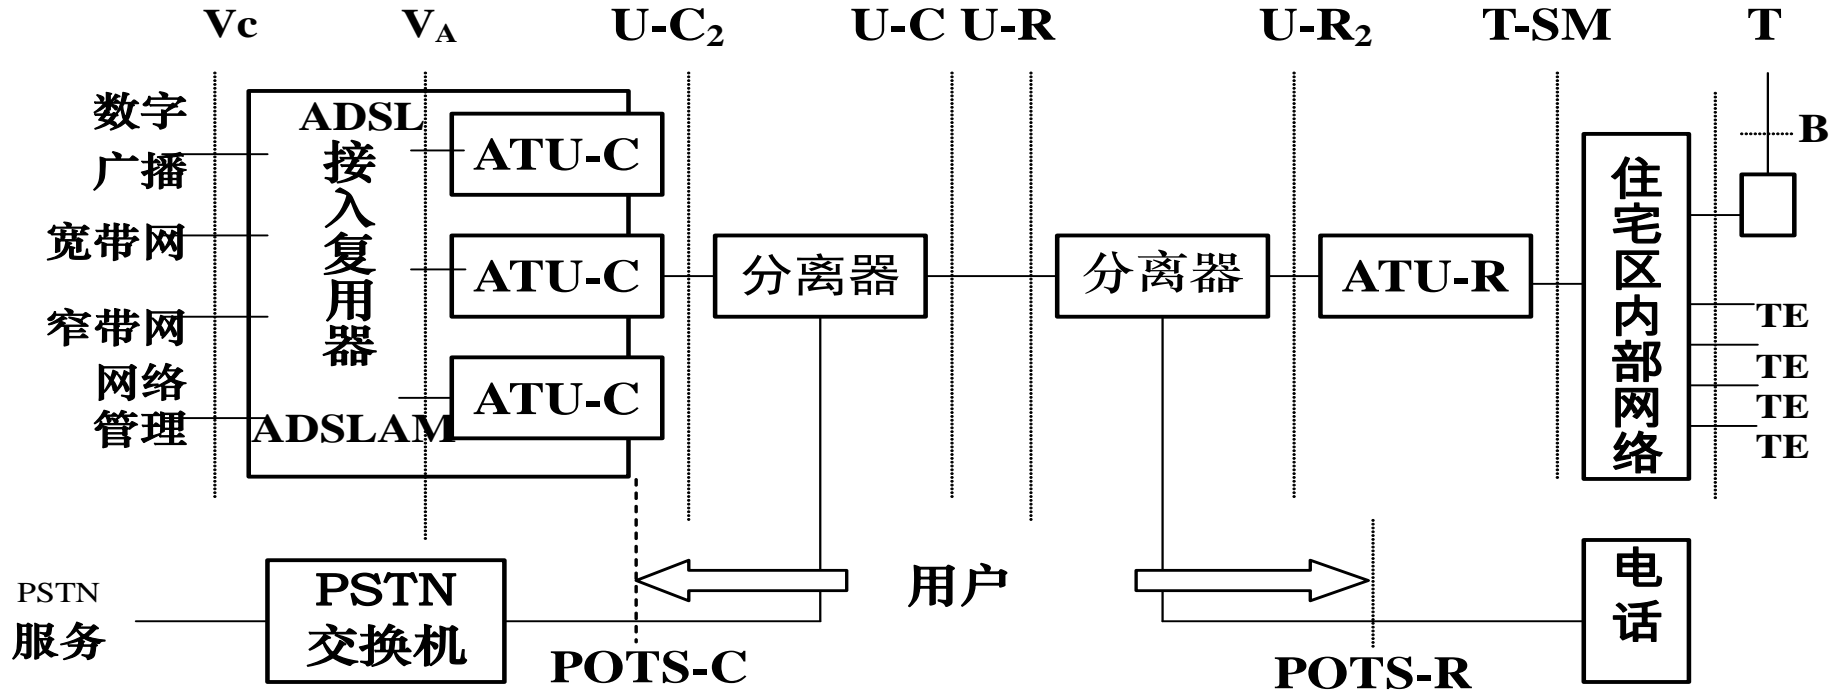 Vc VA U-C2 U-C U-R U-R2 T-SM T
数字
广播
宽带网
窄带网
网络
管理
ADSL
接入复用器
ADSLAM
ATU-C
ATU-C
ATU-C
分离器
分离器
ATU-R
住宅区内部网络
B
TE
TE
TE
TE
PSTN
服务
PSTN
交换机
用户
POTS-C
POTS-R
电话